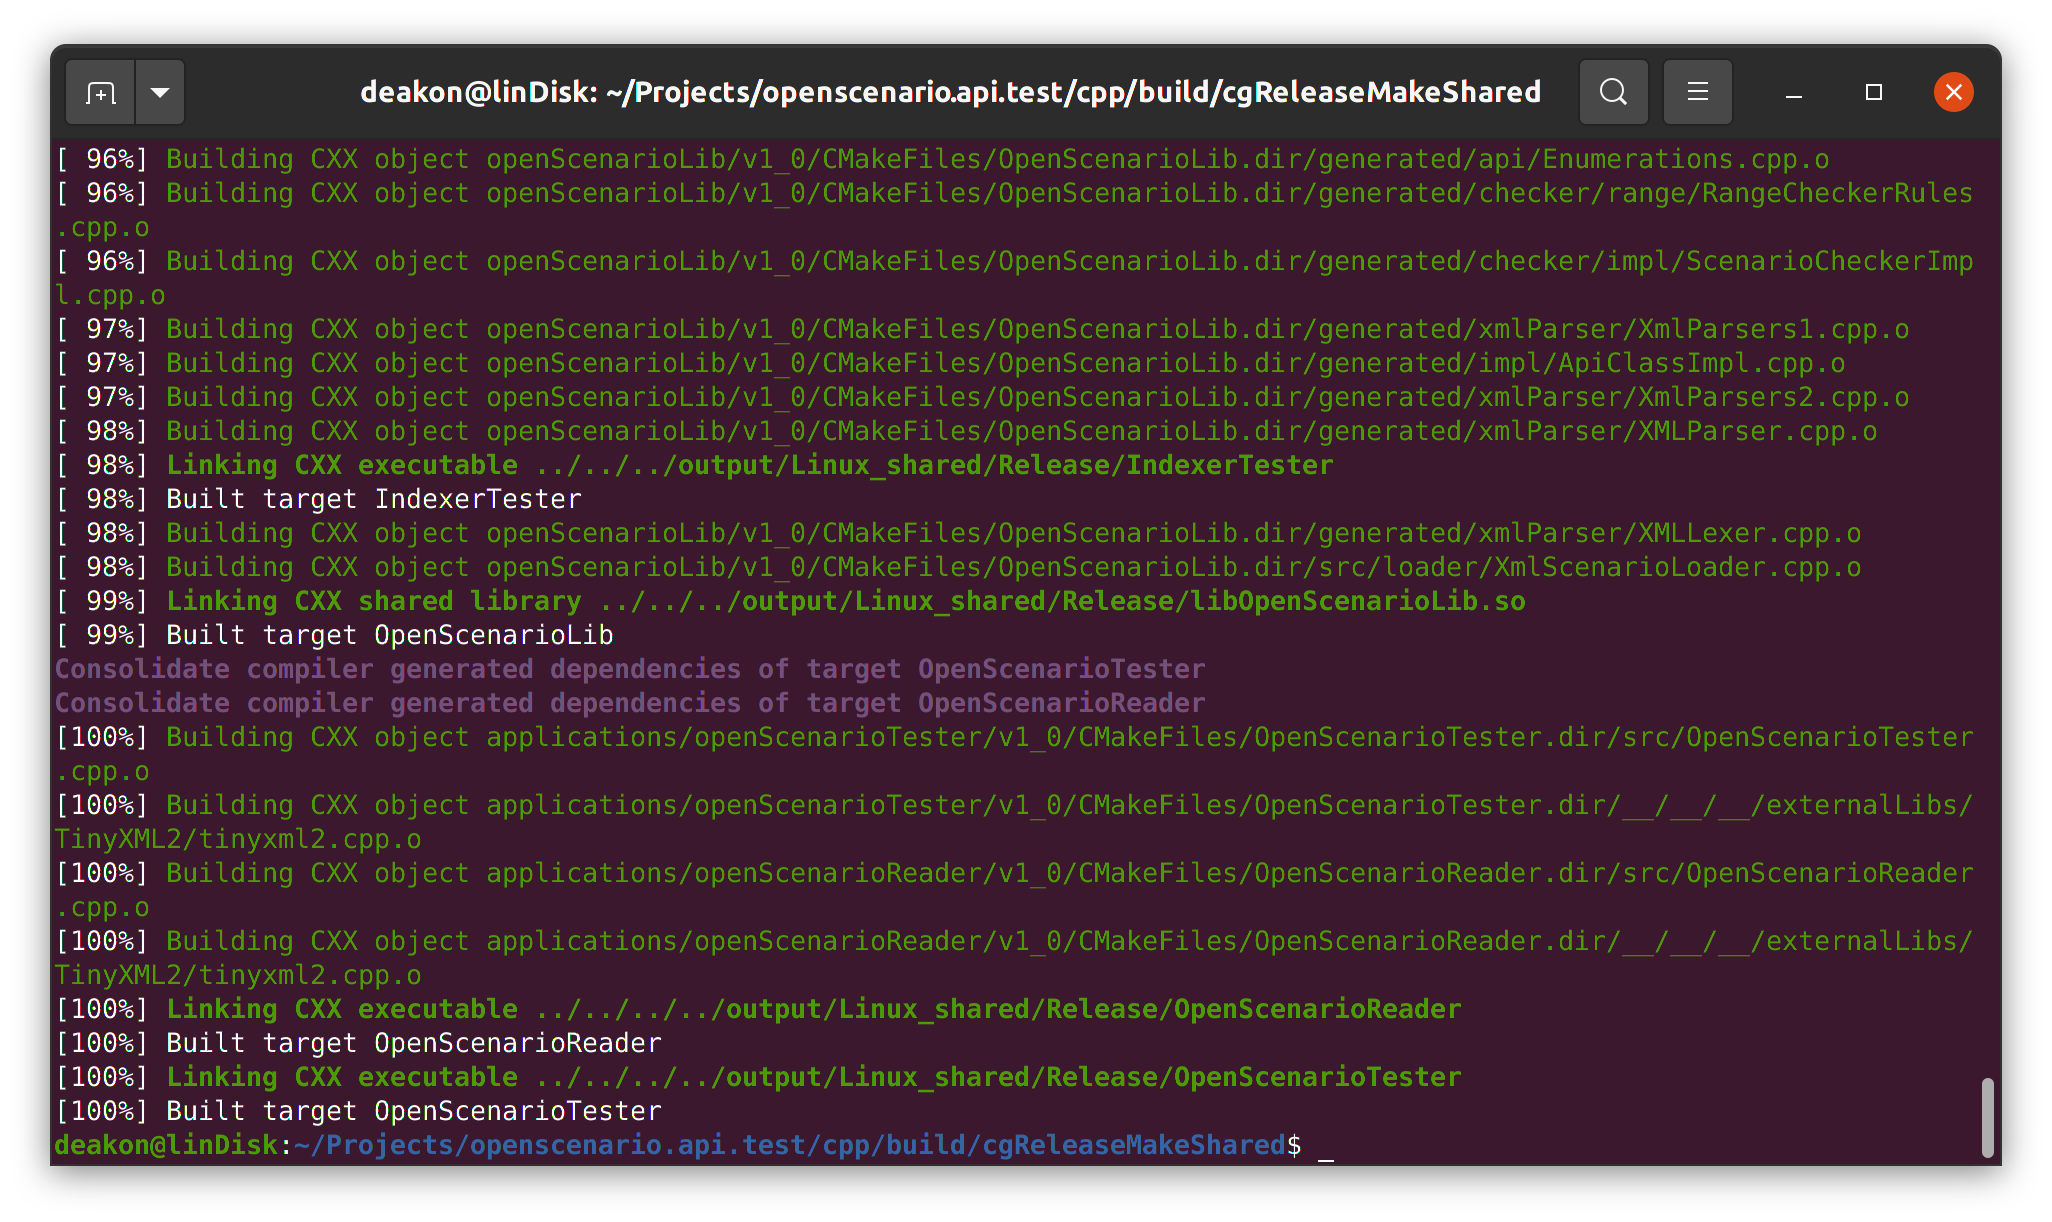 deakon@linDisk: ~/Projects/openscenario.api.test/cpp/build/cgReleaseMakeShared
[ 96%] Building CXX object openScenarioLib/v1_0/CMakeFiles/OpenScenarioLib.dir/generated/api/Enumerations.cpp.o
[ 96%] Building CXX object openScenarioLib/v1_0/CMakeFiles/OpenScenarioLib.dir/generated/checker/range/RangeCheckerRules
.cpp.o
[ 96%] Building CXX object openScenarioLib/v1_0/CMakeFiles/OpenScenarioLib.dir/generated/checker/impl/ScenarioCheckerImp
l.cpp.o
[ 97%] Building CXX object openScenarioLib/v1_0/CMakeFiles/OpenScenarioLib.dir/generated/xmlParser/XmlParsers1.cpp.o
[ 97%] Building CXX object openScenarioLib/v1_0/CMakeFiles/OpenScenarioLib.dir/generated/impl/ApiClassImpl.cpp.o
[ 97%] Building CXX object openScenarioLib/v1_0/CMakeFiles/OpenScenarioLib.dir/generated/xmlParser/XmlParsers2.cpp.o
[ 98%] Building CXX object openScenarioLib/v1_0/CMakeFiles/OpenScenarioLib.dir/generated/xmlParser/XMLParser.cpp.o
[ 98%] Linking CXX executable ../../../output/Linux_shared/Release/IndexerTester
[ 98%] Built target IndexerTester
[ 98%] Building CXX object openScenarioLib/v1_0/CMakeFiles/OpenScenarioLib.dir/generated/xmlParser/XMLLexer.cpp.o
[ 98%] Building CXX object openScenarioLib/v1_0/CMakeFiles/OpenScenarioLib.dir/src/loader/XmlScenarioLoader.cpp.o
[ 99%] Linking CXX shared library ../../../output/Linux_shared/Release/libOpenScenarioLib.so
[ 99%] Built target OpenScenarioLib
Consolidate compiler generated dependencies of target OpenScenarioTester
Consolidate compiler generated dependencies of target OpenScenarioReader
[100%] Building CXX object applications/openScenarioTester/v1_0/CMakeFiles/OpenScenarioTester.dir/src/OpenScenarioTester
.cpp.o
[100%] Building CXX object applications/openScenarioTester/v1_0/CMakeFiles/OpenScenarioTester.dir/__/__/__/externalLibs/
TinyXML2/tinyxml2.cpp.o
[100%] Building CXX object applications/openScenarioReader/v1_0/CMakeFiles/OpenScenarioReader.dir/src/OpenScenarioReader
.cpp.o
[100%] Building CXX object applications/openScenarioReader/v1_0/CMakeFiles/OpenScenarioReader.dir/__/__/__/externalLibs/
TinyXML2/tinyxml2.cpp.o
[100%] Linking CXX executable ../../../../output/Linux_shared/Release/OpenScenarioReader
[100%] Built target OpenScenarioReader
[100%] Linking CXX executable ../../../../output/Linux_shared/Release/OpenScenarioTester
[100%] Built target OpenScenarioTester
deakon@linDisk:~/Projects/openscenario.api.test/cpp/build/cgReleaseMakeShared$ _